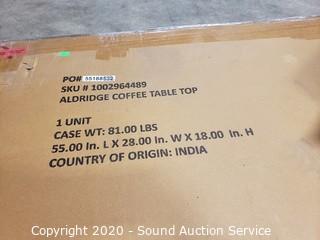 PO# 55188532
SKU # 1002964489
ALDRIDGE COFFEE TABLE TOP
1 UNIT
CASE WT: 81.00 LBS
55.00 In. L X 28.00 In. W X 18.00 In. H
COUNTRY OF ORIGIN: INDIA
Copyright 2020 - Sound Auction Service